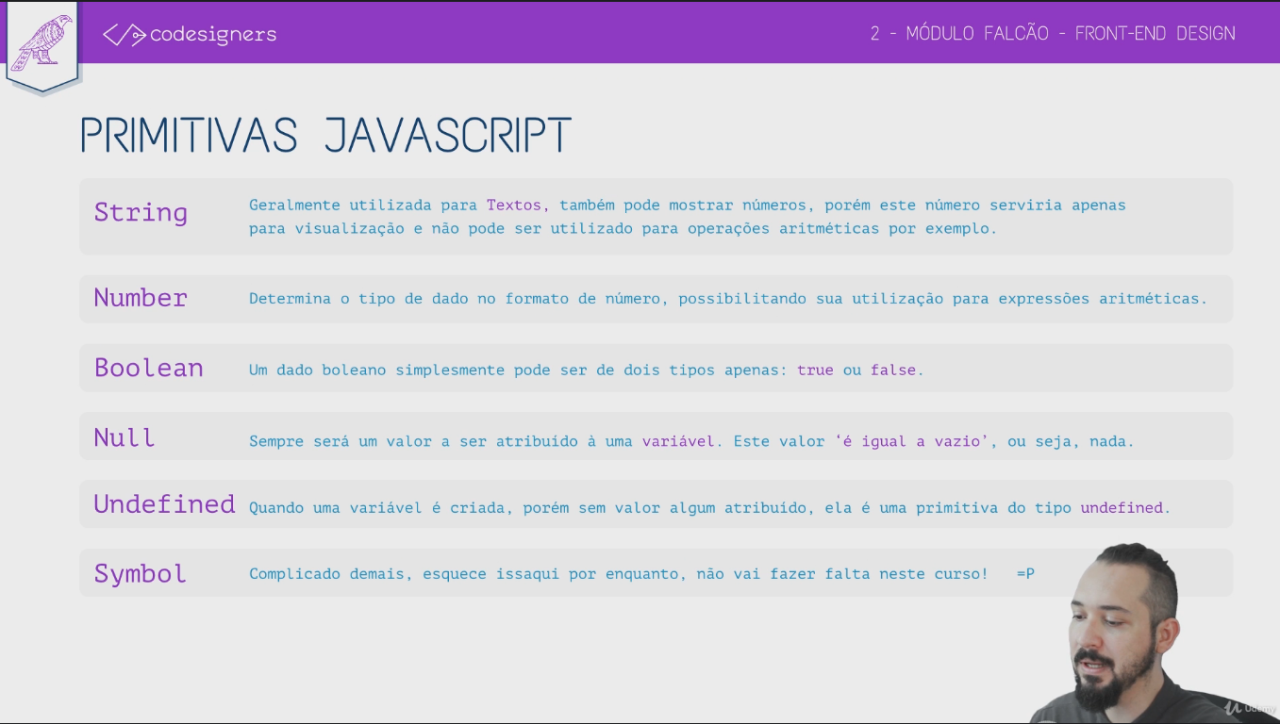 codesigners
2 - MÓDULO FALCÃO - FRONT-END DESIGN
PRIMITIVAS JAVASCRIPT
String
Geralmente utilizada para Textos, também pode mostrar números, porém este número serviria apenas
para visualização e não pode ser utilizado para operações aritméticas por exemplo.
Number
Determina o tipo de dado no formato de número, possibilitando sua utilização para expressões aritméticas.
Boolean
Um dado boleano simplesmente pode ser de dois tipos apenas: true ou false.
Null
Sempre será um valor a ser atribuído à uma variável. Este valor ‘é igual a vazio’, ou seja, nada.
Undefined
Quando uma variável é criada, porém sem valor algum atribuído, ela é uma primitiva do tipo undefined.
Symbol
Complicado demais, esquece issaqui por enquanto, não vai fazer falta neste curso! =P
Udemy